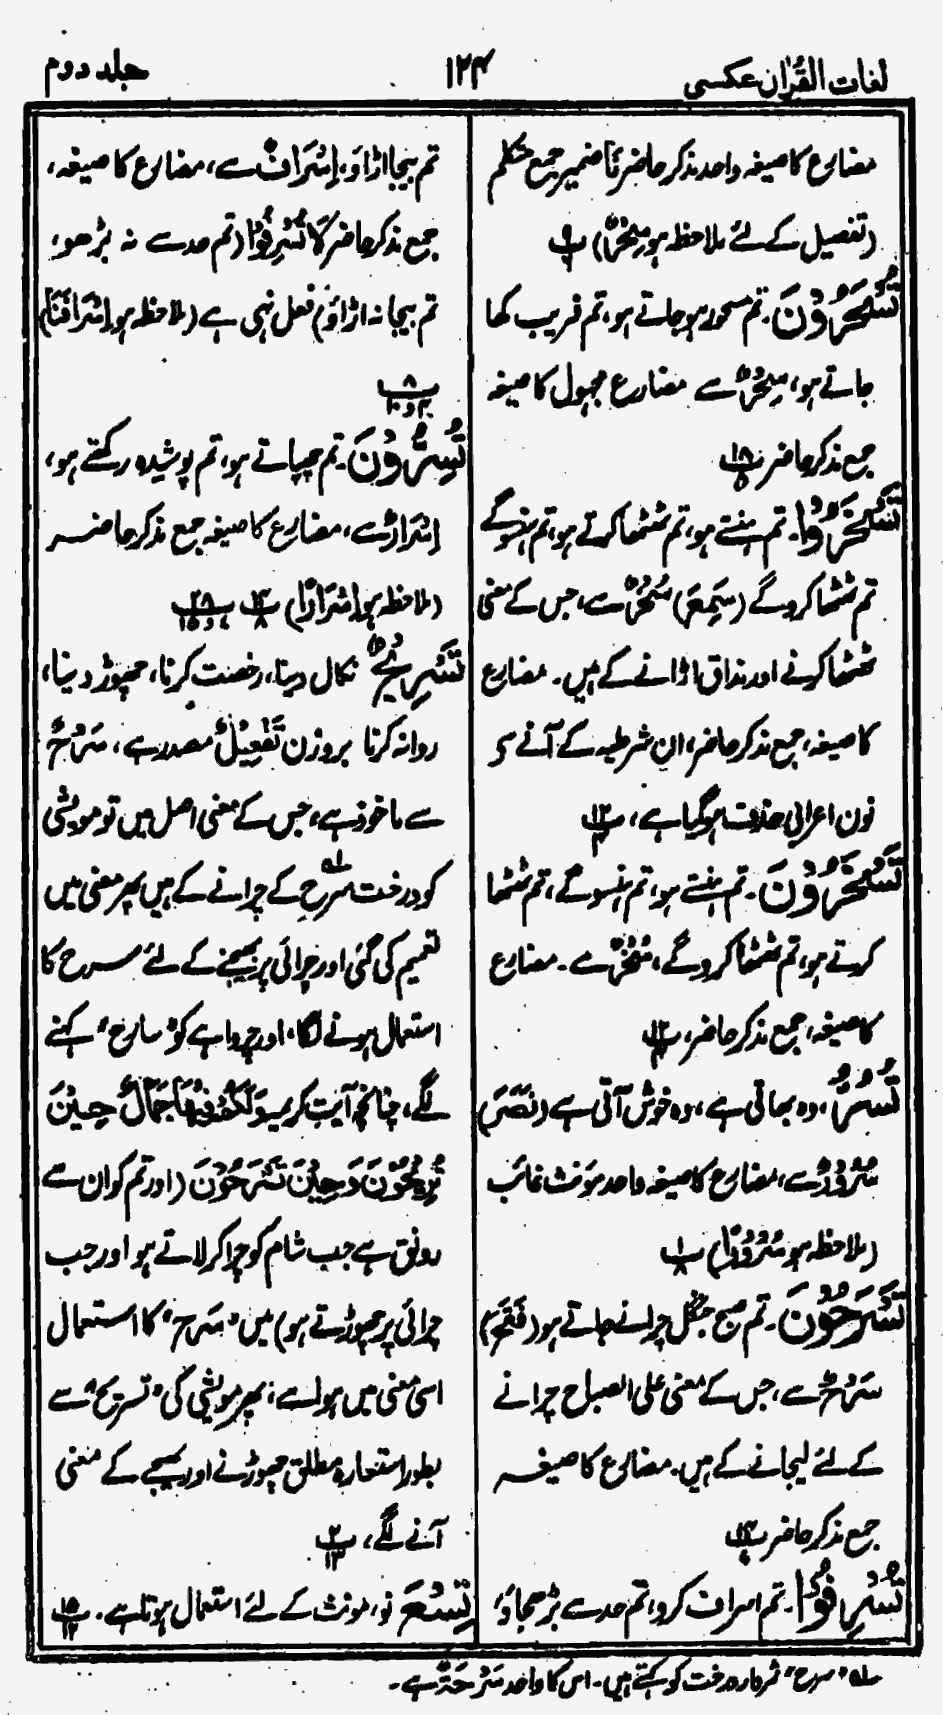 لغات القرآن عکسی
۱۲۴
جلد دوم
مضارع کا صیغہ واحد مذکر حاضر نَا ضمیر جمع متکلم
(تفصیل کے لئے ملاحظہ ہو سِحْرٌ) پ
تُسْحَرُوْنَ۔ تم مسحور ہو جاتے ہو، تم فریب کھا
جاتے ہو، سِحْرٌ سے مضارع مجہول کا صیغہ
جمع مذکر حاضر پ ۱۸ ۵
تَسْخَرُوْا۔ تم ہنستے ہو، تم ٹھٹھا کرتے ہو، تم ہنسو گے
تم ٹھٹھا کرو گے (سَمِعَ) سُخْرٌ سے، جس کے معنی
ٹھٹھا کرنے اور مذاق اڑانے کے ہیں۔ مضارع
کا صیغہ، جمع مذکر حاضر، ان شرطیہ کے آنے سے
نون اعرابی حذف ہو گیا ہے، پ ۱۲ ۴
تَسْخَرُوْنَ۔ تم ہنستے ہو، تم ہنسو گے، تم ٹھٹھا
کرتے ہو، تم ٹھٹھا کرو گے، سُخْرٌ سے۔ مضارع
کا صیغہ، جمع مذکر حاضر، پ ۱۲
تَسُرُّ، وہ بھاتی ہے، وہ خوش آتی ہے (نَصَرَ)
سُرُوْرٌ سے، مضارع کا صیغہ واحد مؤنث غائب
(ملاحظہ ہو سُرُوْرًا) پ ۱ ۸
تَسْرَحُوْنَ۔ تم صبح جنگل چرانے جاتے ہو (فَتَحَ)
سَرْحٌ سے، جس کے معنی علی الصباح چرانے
کے لئے لیجانے کے ہیں۔ مضارع کا صیغہ
جمع مذکر حاضر پ ۱۴
تُسْرِفُوْا۔ تم اسراف کرو، تم حد سے بڑھ جاؤ،
تم بیجا اڑاؤ، اِسْرَافٌ سے، مضارع کا صیغہ،
جمع مذکر حاضر لَا تُسْرِفُوْا (تم حد سے نہ بڑھو،
تم بیجا نہ اڑاؤ) فعل نہی ہے (ملاحظہ ہو اِسْرَافَنَا)
پ ۸
تُسِرُّوْنَ۔ تم چھپاتے ہو، تم پوشیدہ رکھتے ہو،
اِسْرَارٌ سے، مضارع کا صیغہ جمع مذکر حاضر
(ملاحظہ ہو اِسْرَارًا) پ ۱۴ ۸ پ ۲۸
تَسْرِیْحٌ نکال دینا، رخصت کرنا، چھوڑ دینا،
روانہ کرنا بروزن تَفْعِیْلٌ مصدر ہے، سَرْحٌ
سے ماخوذ ہے، جس کے معنی اصل میں تو مویشی
کو درخت سرح ۱؎ کے چرانے کے ہیں پھر معنی میں
تعمیم کی گئی اور چرائی پر بھیجنے کے لئے سرح کا
استعمال ہونے لگا، اور چرواہے کو "سارح" کہنے
لگے، چنانچہ آیت کریمہ وَلَکُمْ فِیْھَا جَمَالٌ حِیْنَ
تُرِیْحُوْنَ وَحِیْنَ تَسْرَحُوْنَ (اور تم کو ان سے
رونق ہے جب شام کو چرا کر لاتے ہو اور جب
چرائی پر چھوڑتے ہو) میں "سَرْح" کا استعمال
اسی معنی میں ہوا ہے، پھر مویشی کی "تسریح" سے
بطور استعارہ مطلق چھوڑنے اور بھیجنے کے معنی
آنے لگے، پ ۲ ۱۳
تِسْعَ نو، مؤنث کے لئے استعمال ہوتا ہے۔ پ ۱۵ ۱۲
۱؎ "سرح" ثمردار درخت کو کہتے ہیں۔ اس کا واحد سَرْحَۃٌ ہے۔